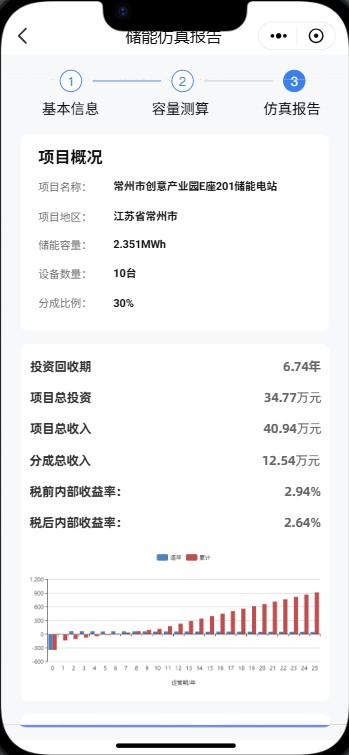 储能仿真报告
1 2 3
基本信息 容量测算 仿真报告
项目概况
项目名称： 常州市创意产业园E座201储能电站
项目地区： 江苏省常州市
储能容量： 2.351MWh
设备数量： 10台
分成比例： 30%
投资回收期 6.74年
项目总投资 34.77万元
项目总收入 40.94万元
分成总收入 12.54万元
税前内部收益率： 2.94%
税后内部收益率： 2.64%
逐年 累计
1,200
900
600
300
0
-300
-600
0 1 2 3 4 5 6 7 8 9 10 11 12 13 14 15 16 17 18 19 20 21 22 23 24 25
运营期/年